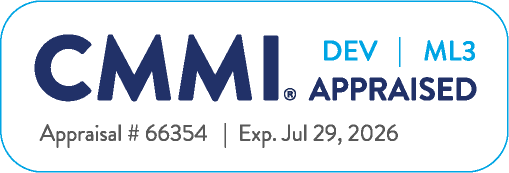 CMMI® DEV | ML3
APPRAISED
Appraisal # 66354 | Exp. Jul 29, 2026